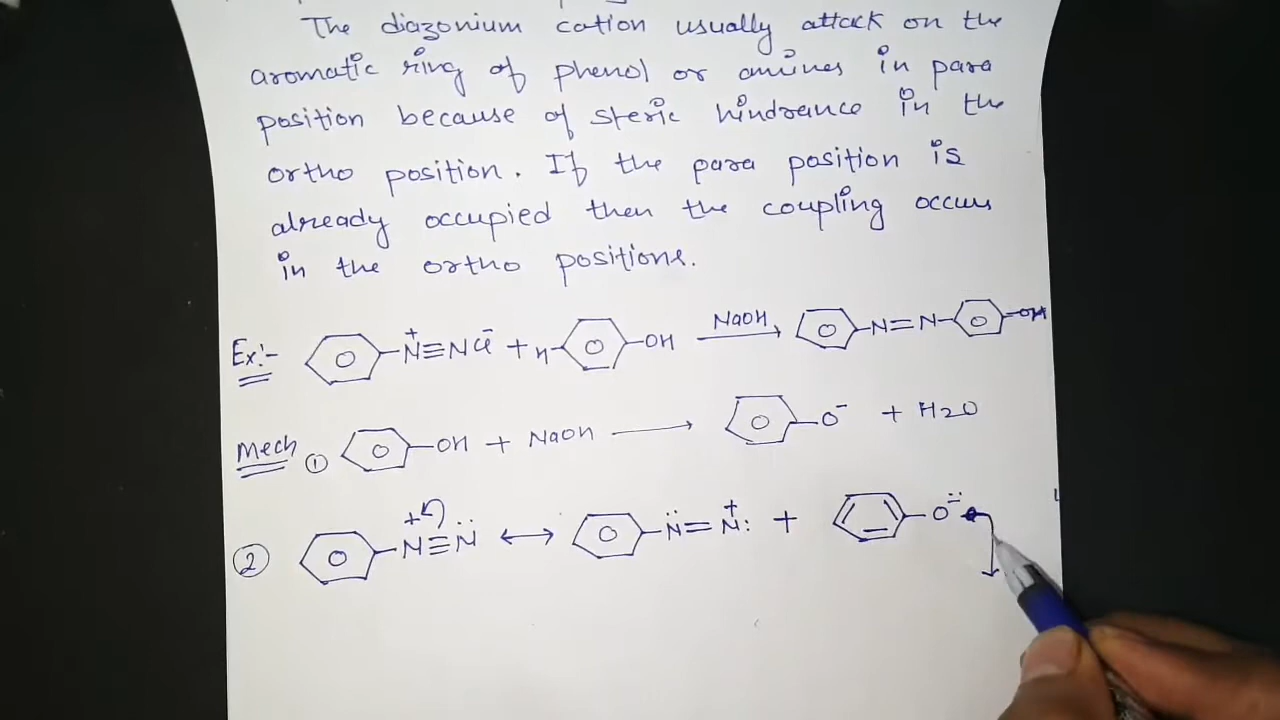 The diazonium cation usually attack on the
aromatic ring of phenol or amines in para
position because of steric hindrance in the
ortho position. If the para position is
already occupied then the coupling occurs
in the ortho positions.
Ex:- N⁺≡NCl⁻ + H OH NaOH N=N OH
Mech ① OH + NaOH O⁻ + H2O
② N⁺≡N̈ N̈=N⁺: + O⁻